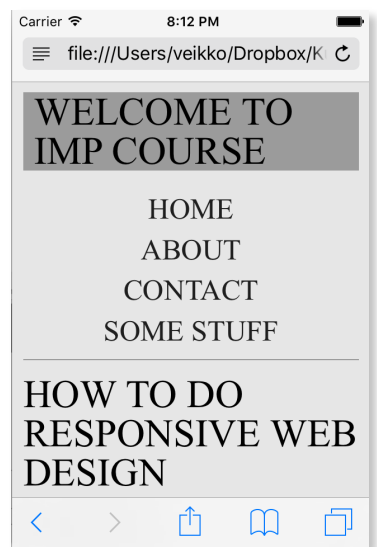 Carrier 8:12 PM
file:///Users/veikko/Dropbox/K
WELCOME TO
IMP COURSE
HOME
ABOUT
CONTACT
SOME STUFF
HOW TO DO
RESPONSIVE WEB
DESIGN